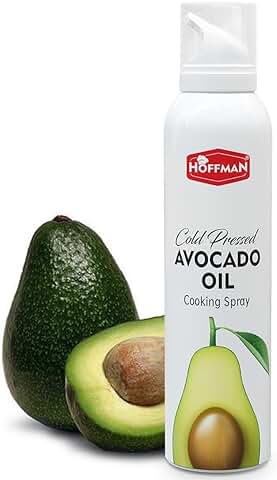 HOFFMAN
Cold Pressed
AVOCADO
OIL
Cooking Spray